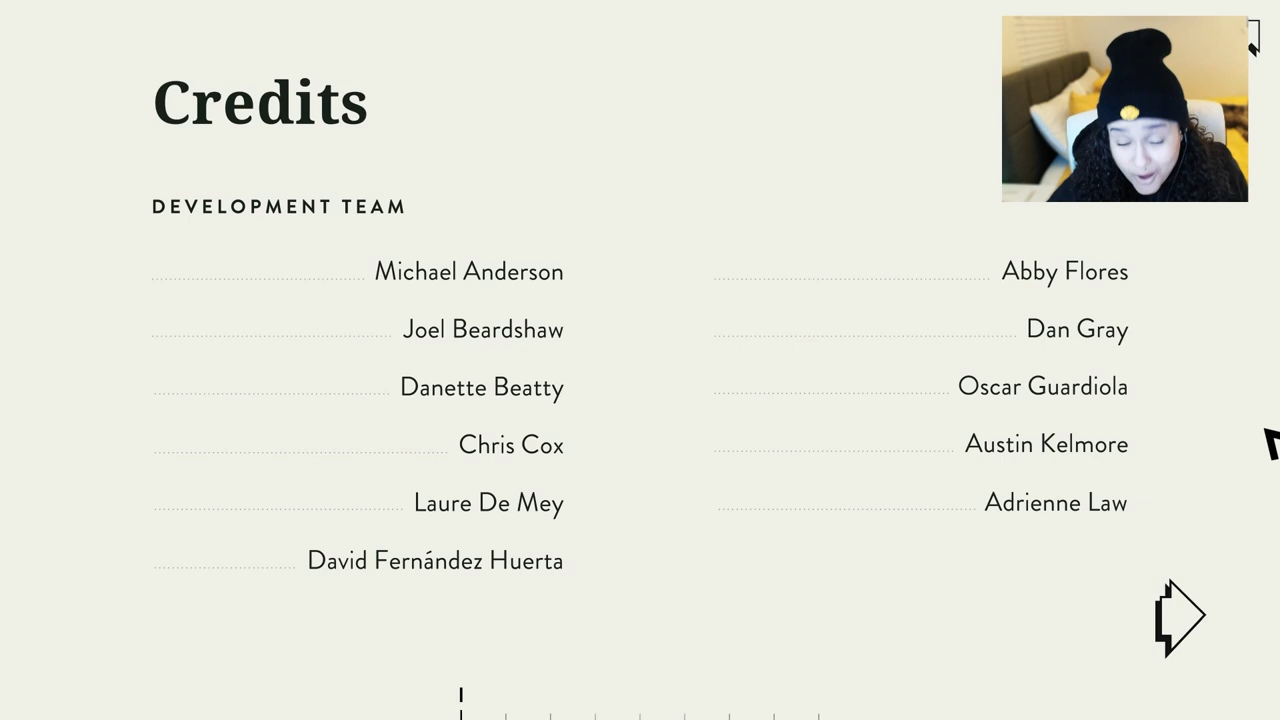 Credits
DEVELOPMENT TEAM
Michael Anderson
Joel Beardshaw
Danette Beatty
Chris Cox
Laure De Mey
David Fernández Huerta
Abby Flores
Dan Gray
Oscar Guardiola
Austin Kelmore
Adrienne Law